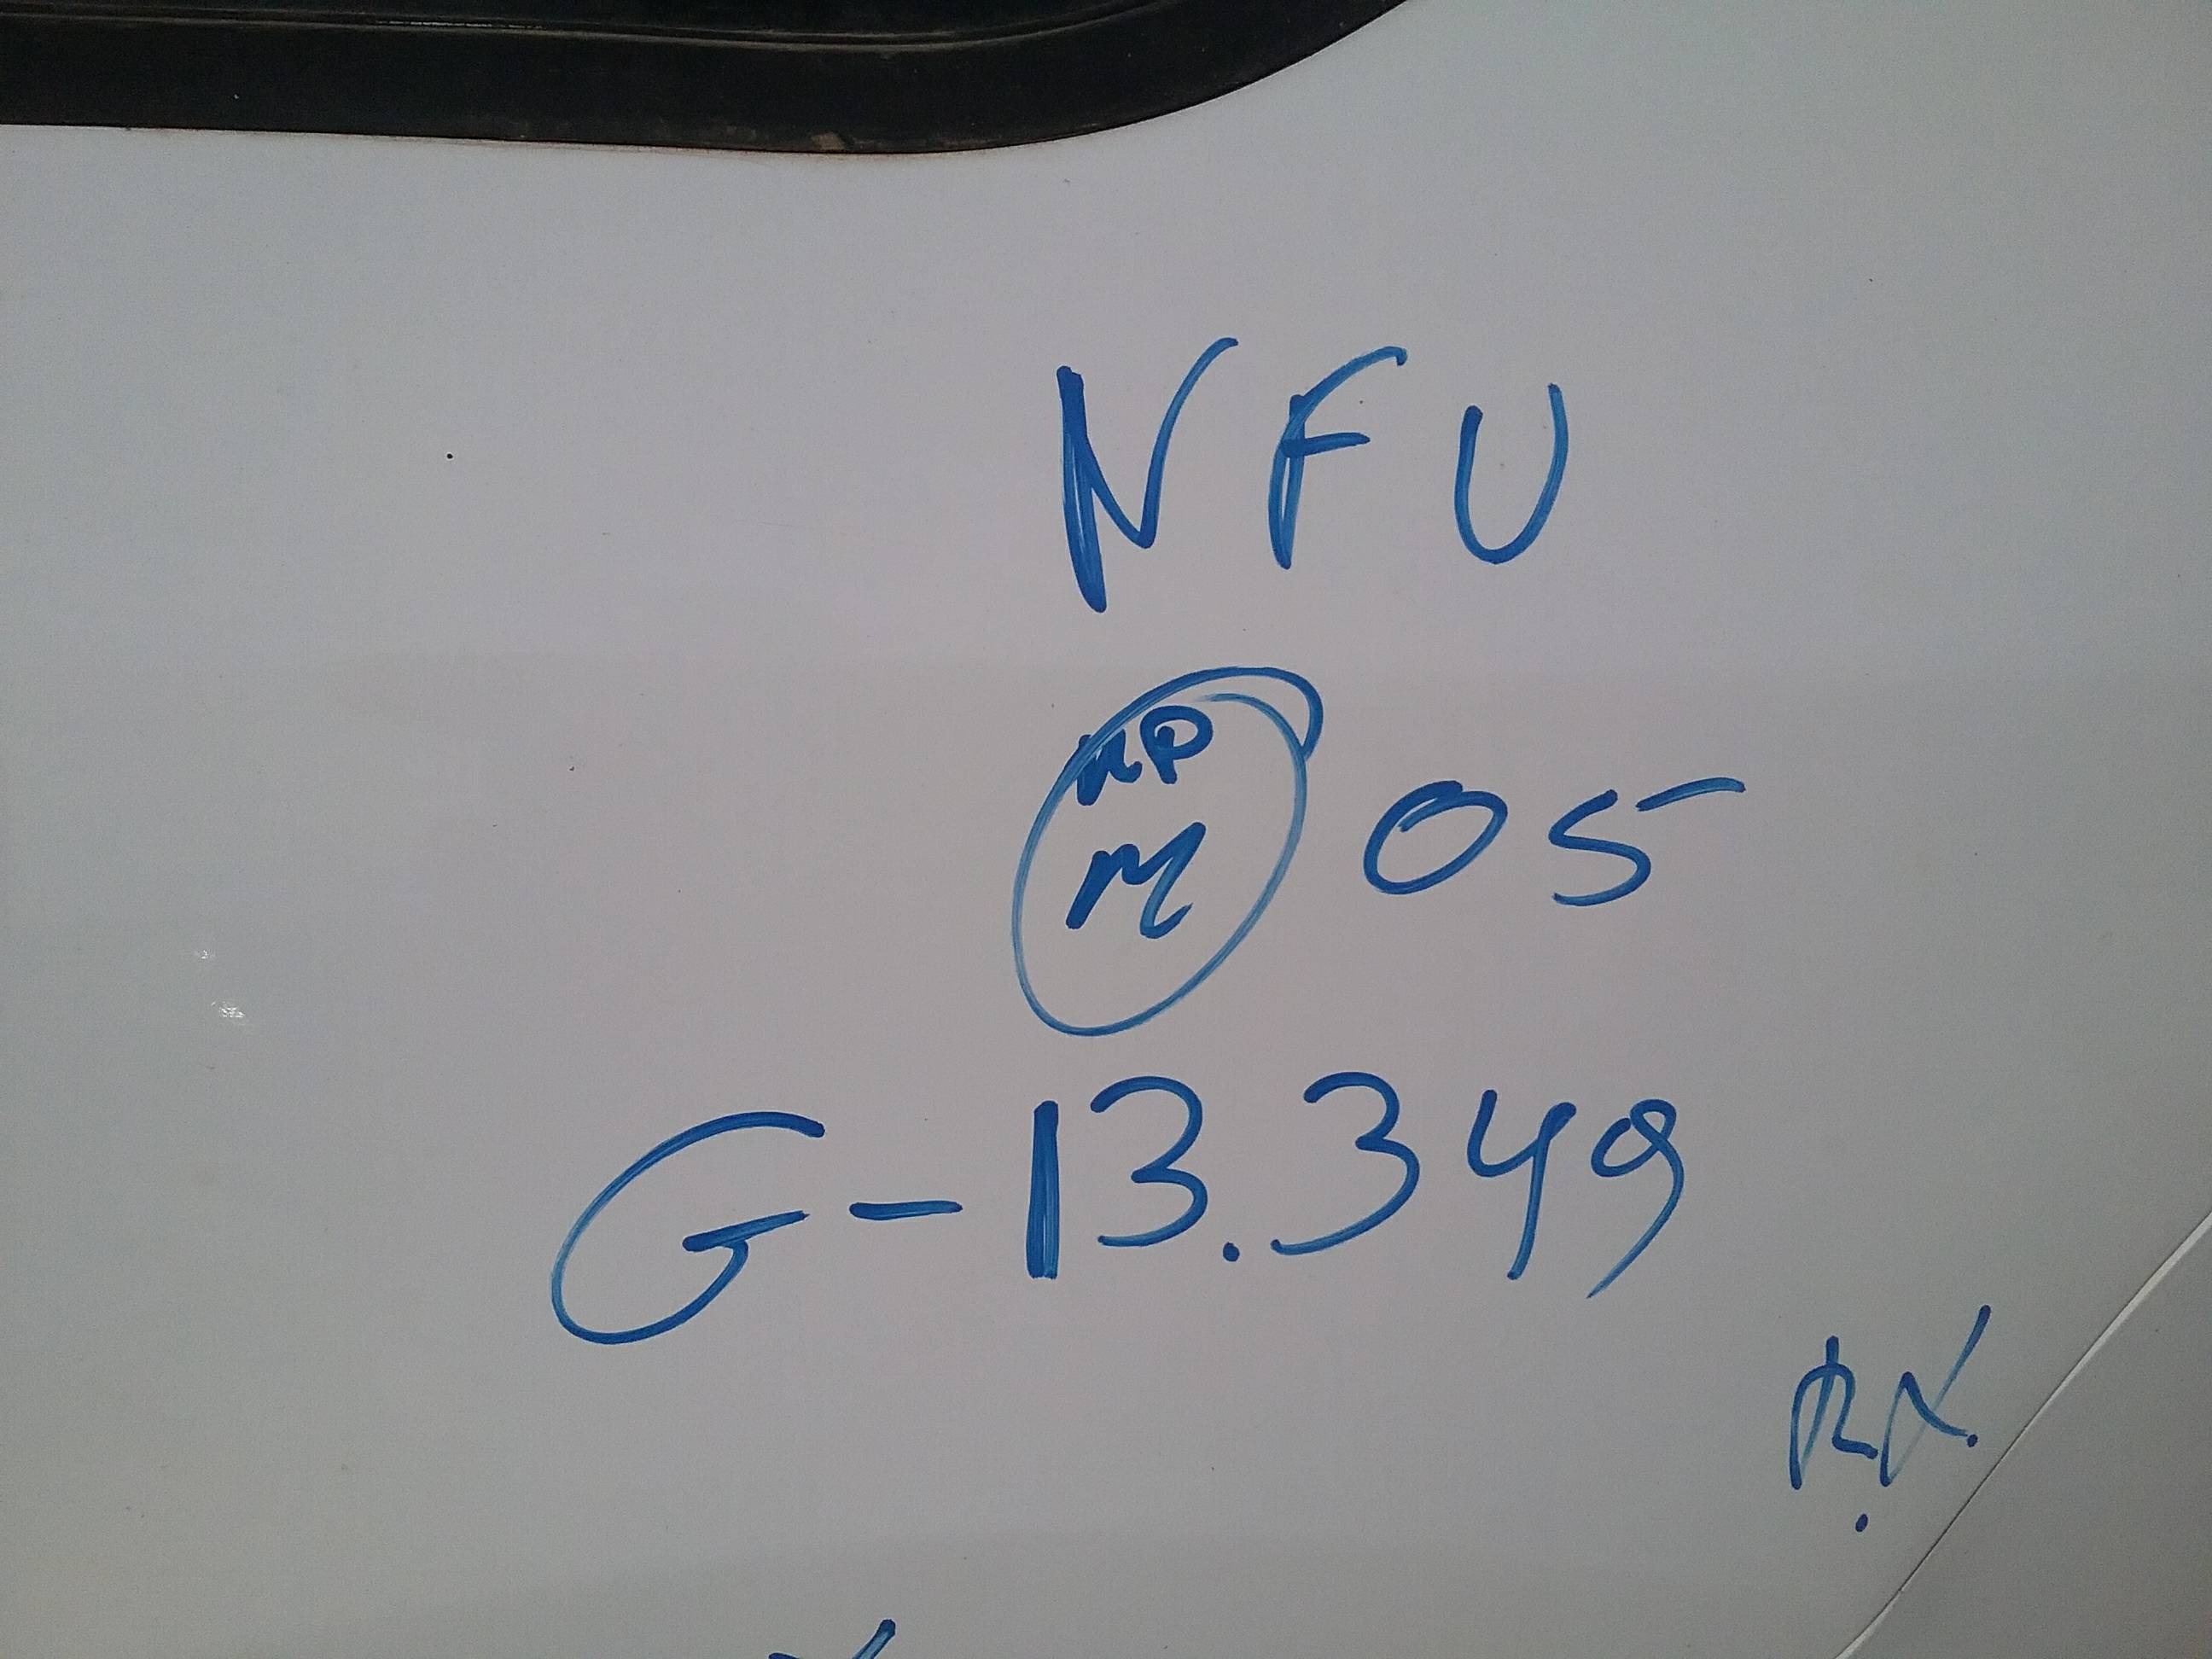 NFU
MP
M 05
G-13.349
R.X.